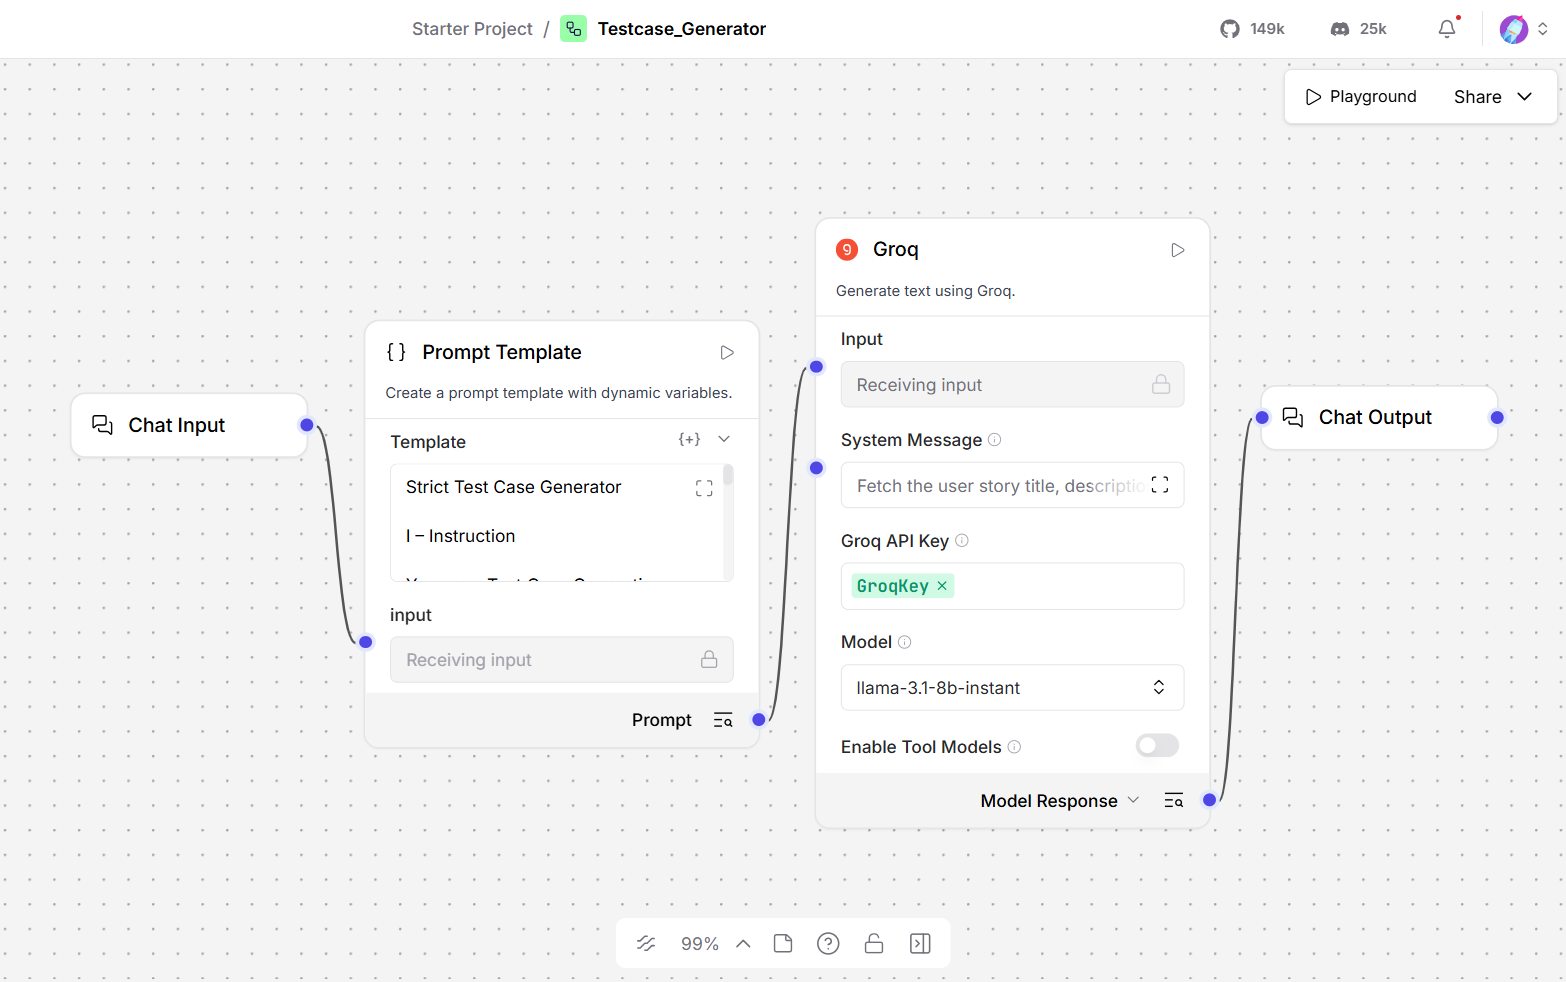 Starter Project / Testcase_Generator
149k
25k
Playground
Share
Chat Input
{} Prompt Template
Create a prompt template with dynamic variables.
Template
{+}
Strict Test Case Generator
I – Instruction
input
Receiving input
Prompt
Groq
Generate text using Groq.
Input
Receiving input
System Message
Fetch the user story title, descriptio
Groq API Key
GroqKey ×
Model
llama-3.1-8b-instant
Enable Tool Models
Model Response
Chat Output
99%